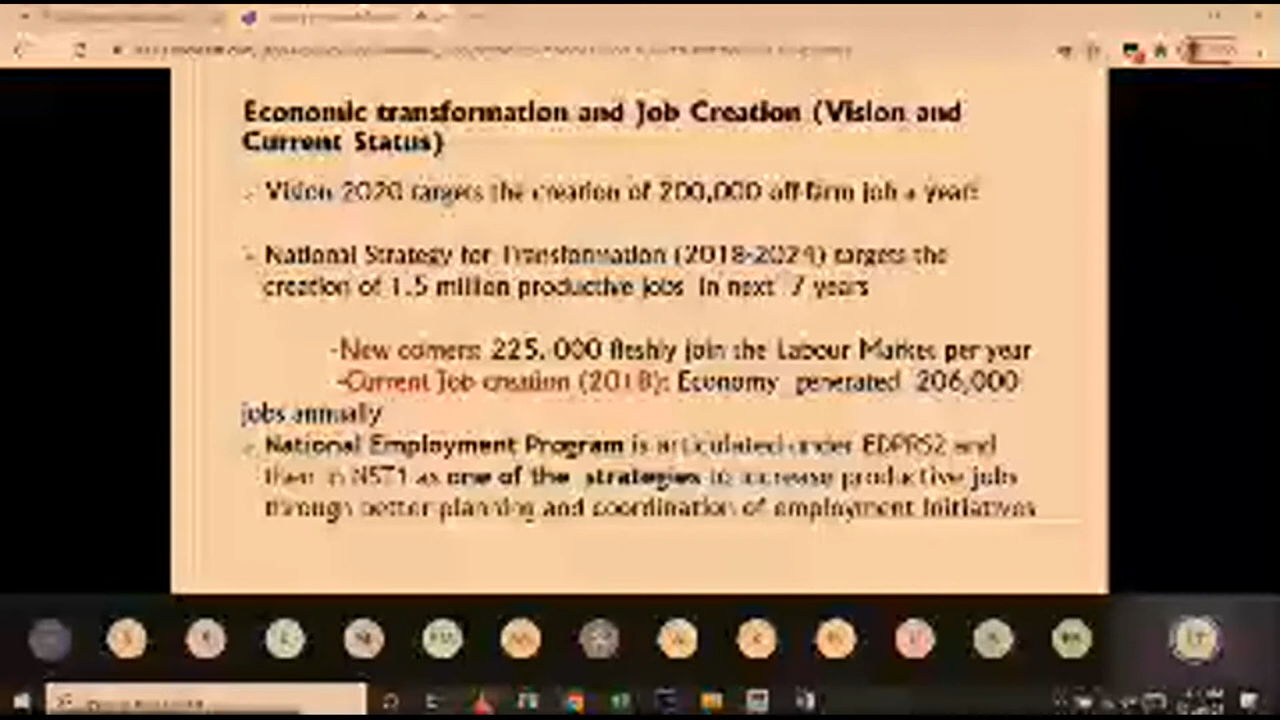 Economic transformation and Job Creation (Vision and
Current Status)
Vision 2020 targets the creation of 200,000 off-farm job a year:
National Strategy for Transformation (2018-2024) targets the
creation of 1.5 million productive jobs in next 7 years
-New comers: 225, 000 fleshly join the Labour Market per year
-Current Job creation (2018): Economy generated 206,000
jobs annually
National Employment Program is articulated under EDPRS2 and
then in NST1 as one of the strategies to increase productive jobs
through better planning and coordination of employment initiatives